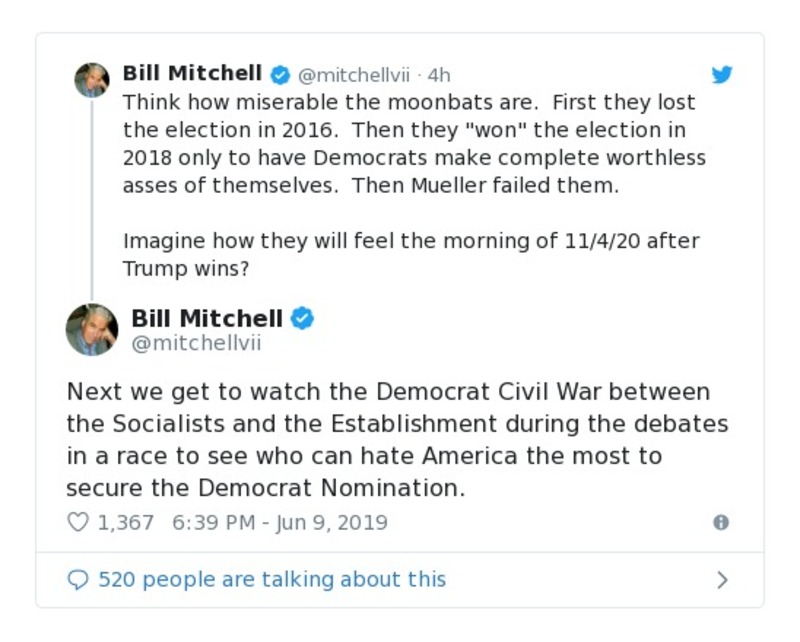 Bill Mitchell @mitchellvii · 4h
Think how miserable the moonbats are.  First they lost
the election in 2016.  Then they "won" the election in
2018 only to have Democrats make complete worthless
asses of themselves.  Then Mueller failed them.
Imagine how they will feel the morning of 11/4/20 after
Trump wins?
Bill Mitchell
@mitchellvii
Next we get to watch the Democrat Civil War between
the Socialists and the Establishment during the debates
in a race to see who can hate America the most to
secure the Democrat Nomination.
1,367 6:39 PM - Jun 9, 2019
520 people are talking about this